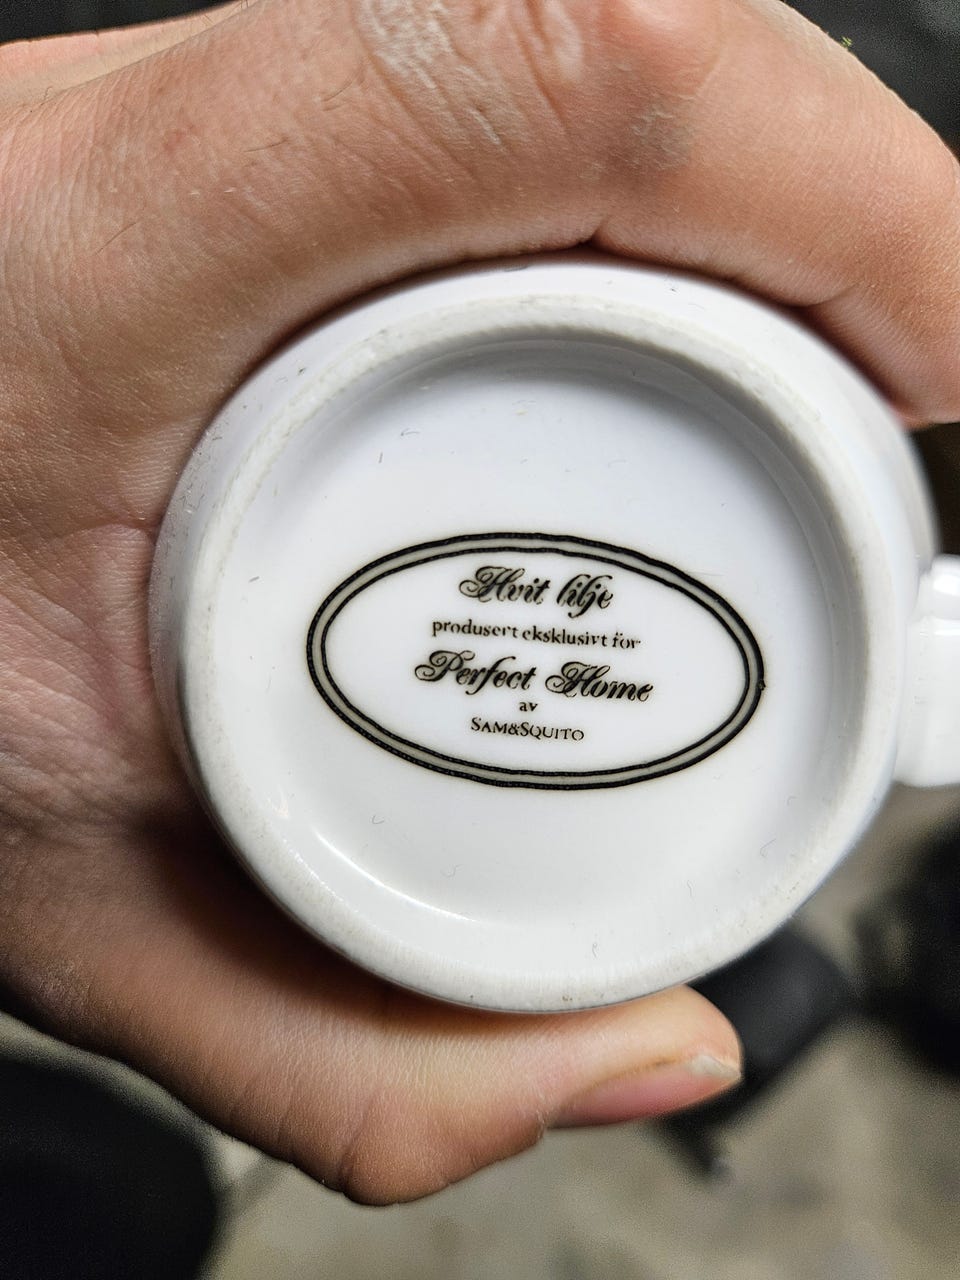 Hvit lilje
produsert eksklusivt for
Perfect Home
av
SAM&SQUITO